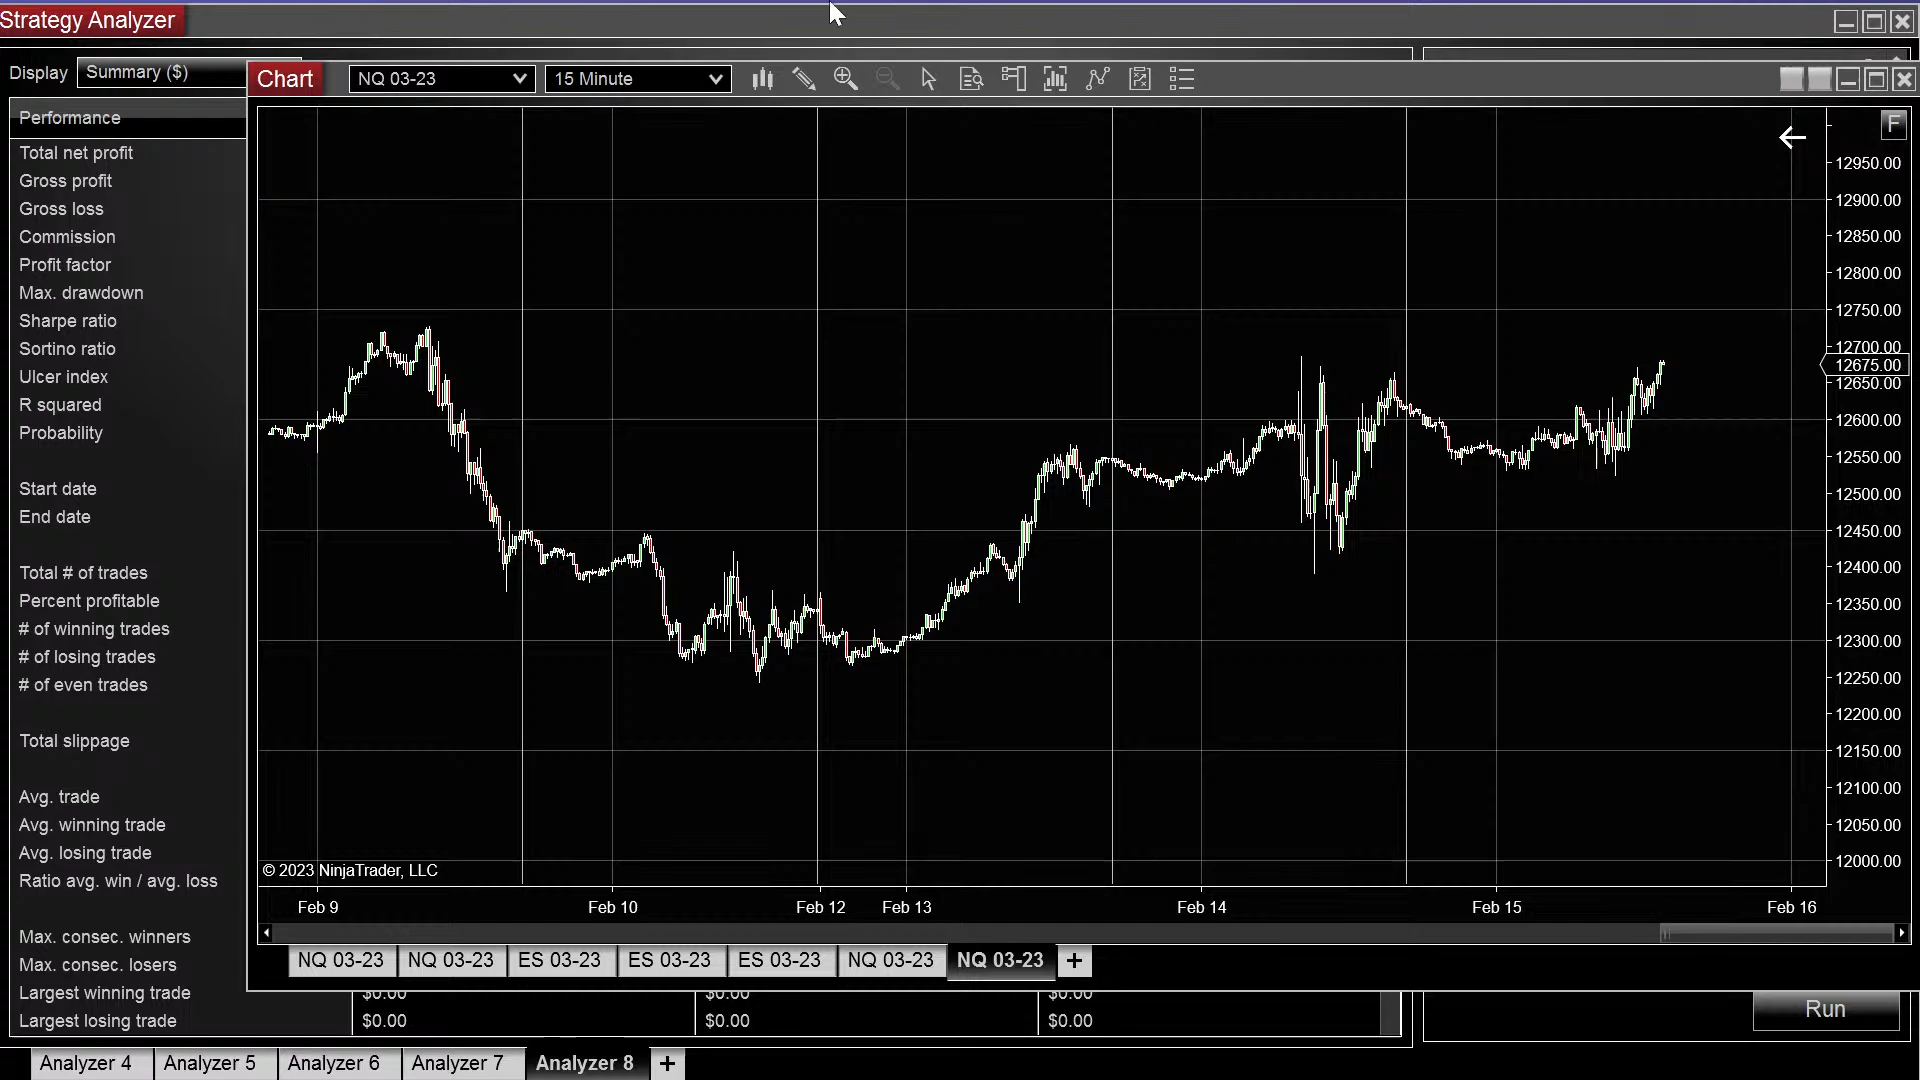 Strategy Analyzer
Display Summary ($)
Chart NQ 03-23 15 Minute
Performance
F
Total net profit
Gross profit
Gross loss
Commission
Profit factor
Max. drawdown
Sharpe ratio
Sortino ratio
Ulcer index
R squared
Probability
Start date
End date
Total # of trades
Percent profitable
# of winning trades
# of losing trades
# of even trades
Total slippage
Avg. trade
Avg. winning trade
Avg. losing trade
Ratio avg. win / avg. loss
Max. consec. winners
Max. consec. losers
Largest winning trade
Largest losing trade
12950.00
12900.00
12850.00
12800.00
12750.00
12700.00
12675.00
12650.00
12600.00
12550.00
12500.00
12450.00
12400.00
12350.00
12300.00
12250.00
12200.00
12150.00
12100.00
12050.00
12000.00
© 2023 NinjaTrader, LLC
Feb 9 Feb 10 Feb 12 Feb 13 Feb 14 Feb 15 Feb 16
NQ 03-23 NQ 03-23 ES 03-23 ES 03-23 ES 03-23 NQ 03-23 NQ 03-23 +
$0.00 $0.00 $0.00
$0.00 $0.00 $0.00
Run
Analyzer 4 Analyzer 5 Analyzer 6 Analyzer 7 Analyzer 8 +